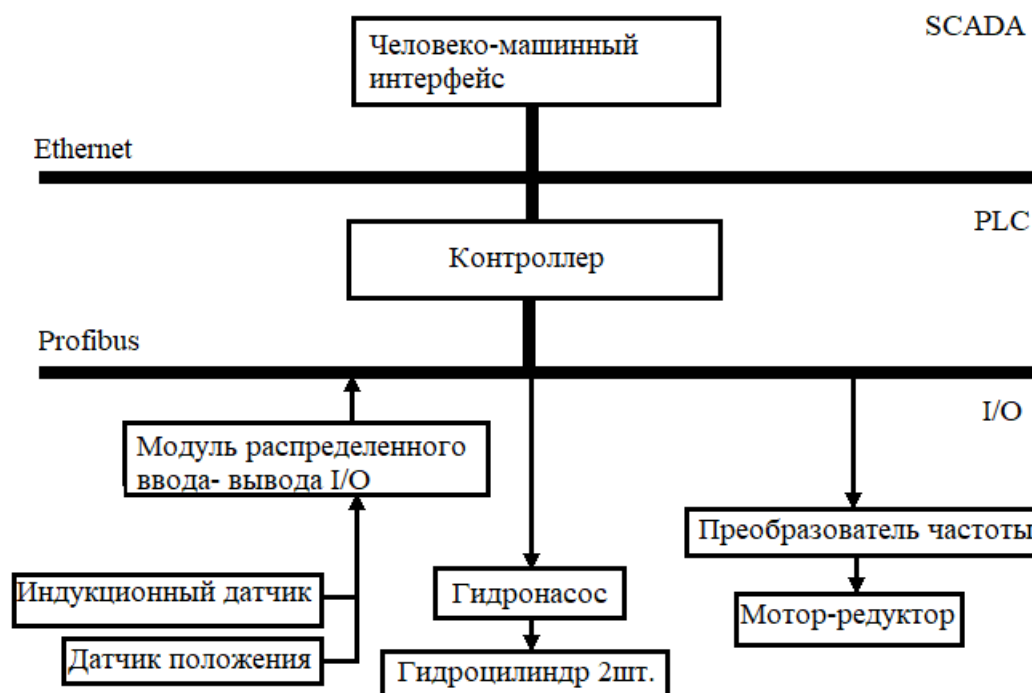 SCADA
Человеко-машинный
интерфейс
Ethernet
PLC
Контроллер
Profibus
I/O
Модуль распределенного
ввода- вывода I/O
Преобразователь частоты
Индукционный датчик
Гидронасос
Мотор-редуктор
Датчик положения
Гидроцилиндр 2шт.